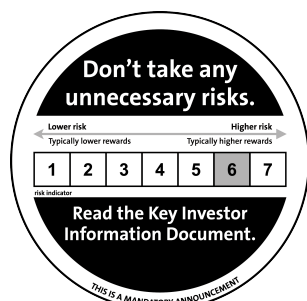 Don't take any
unnecessary risks.
Lower risk Higher risk
Typically lower rewards Typically higher rewards
1 2 3 4 5 6 7
risk indicator
Read the Key Investor
Information Document.
THIS IS A MANDATORY ANNOUNCEMENT